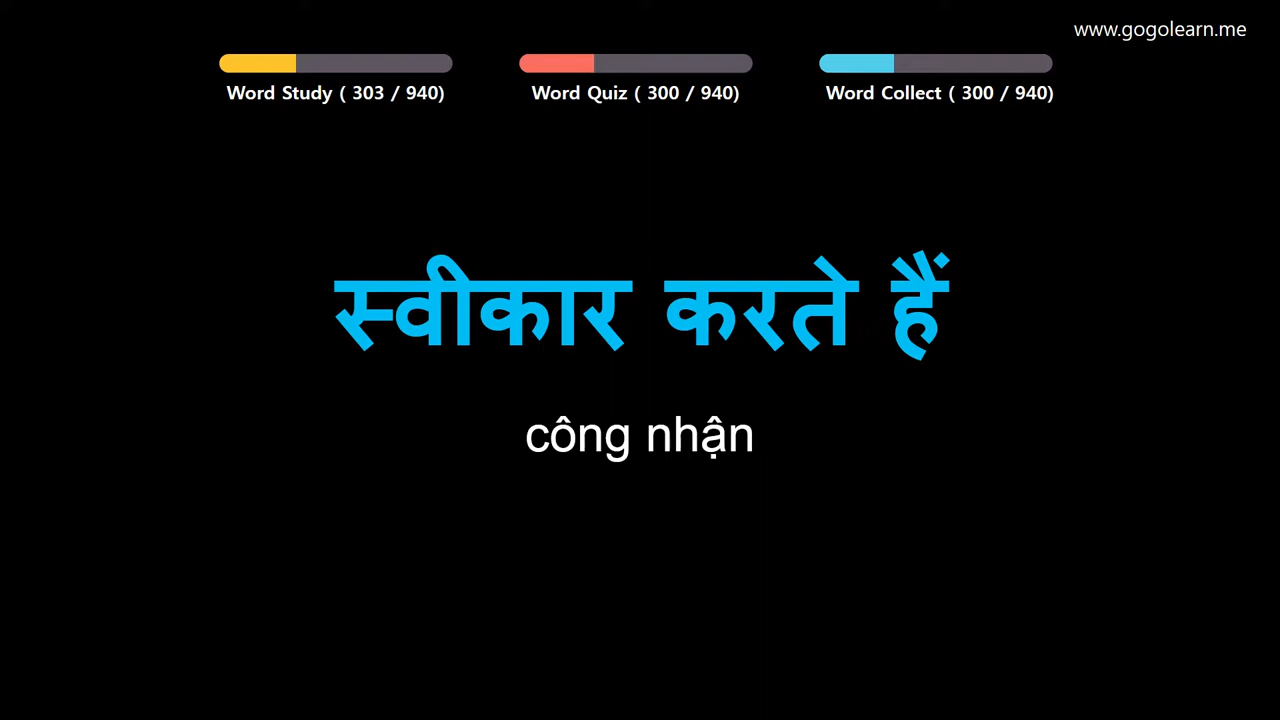 www.gogolearn.me
Word Study ( 303 / 940)
Word Quiz ( 300 / 940)
Word Collect ( 300 / 940)
स्वीकार करते हैं
công nhận